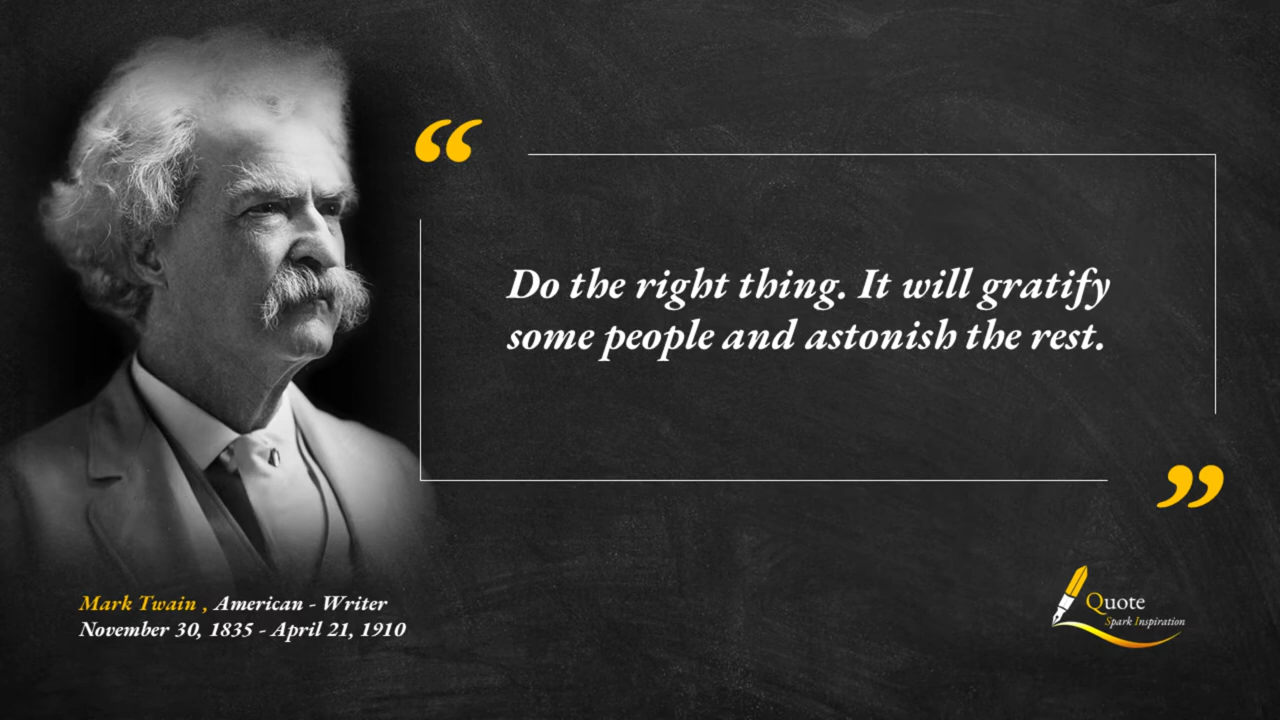 “
Do the right thing. It will gratify
some people and astonish the rest.
”
Mark Twain , American - Writer
November 30, 1835 - April 21, 1910
Quote
Spark Inspiration